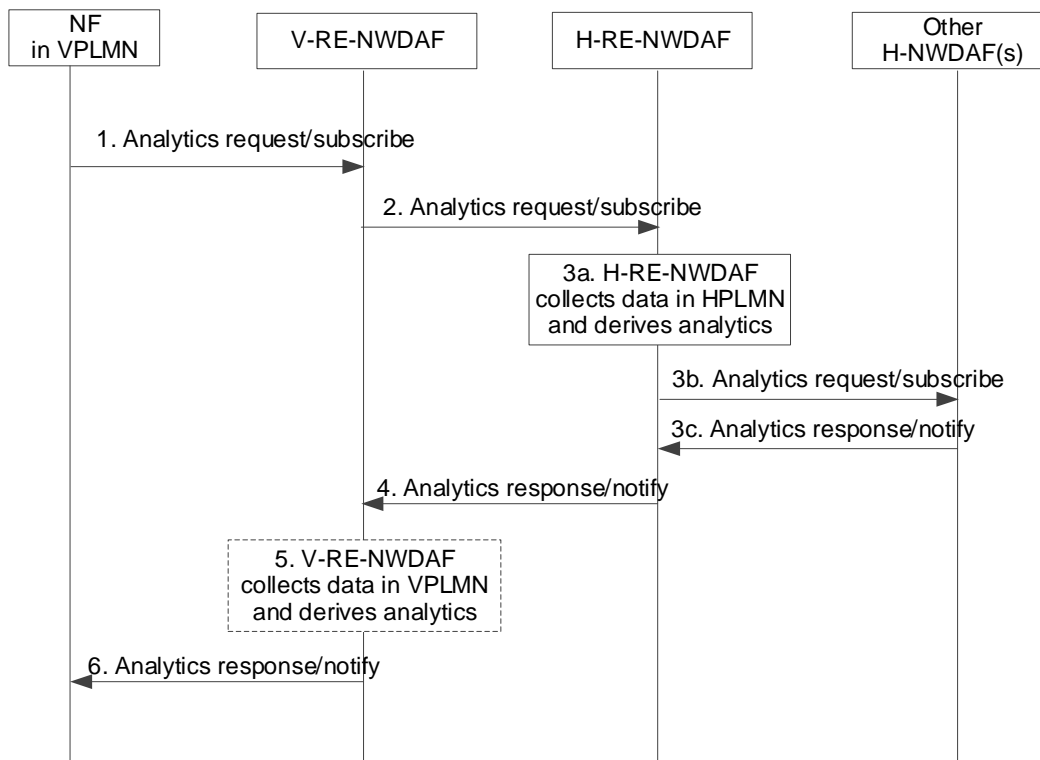 NF
in VPLMN
V-RE-NWDAF
H-RE-NWDAF
Other
H-NWDAF(s)
1. Analytics request/subscribe
2. Analytics request/subscribe
3a. H-RE-NWDAF
collects data in HPLMN
and derives analytics
3b. Analytics request/subscribe
3c. Analytics response/notify
4. Analytics response/notify
5. V-RE-NWDAF
collects data in VPLMN
and derives analytics
6. Analytics response/notify